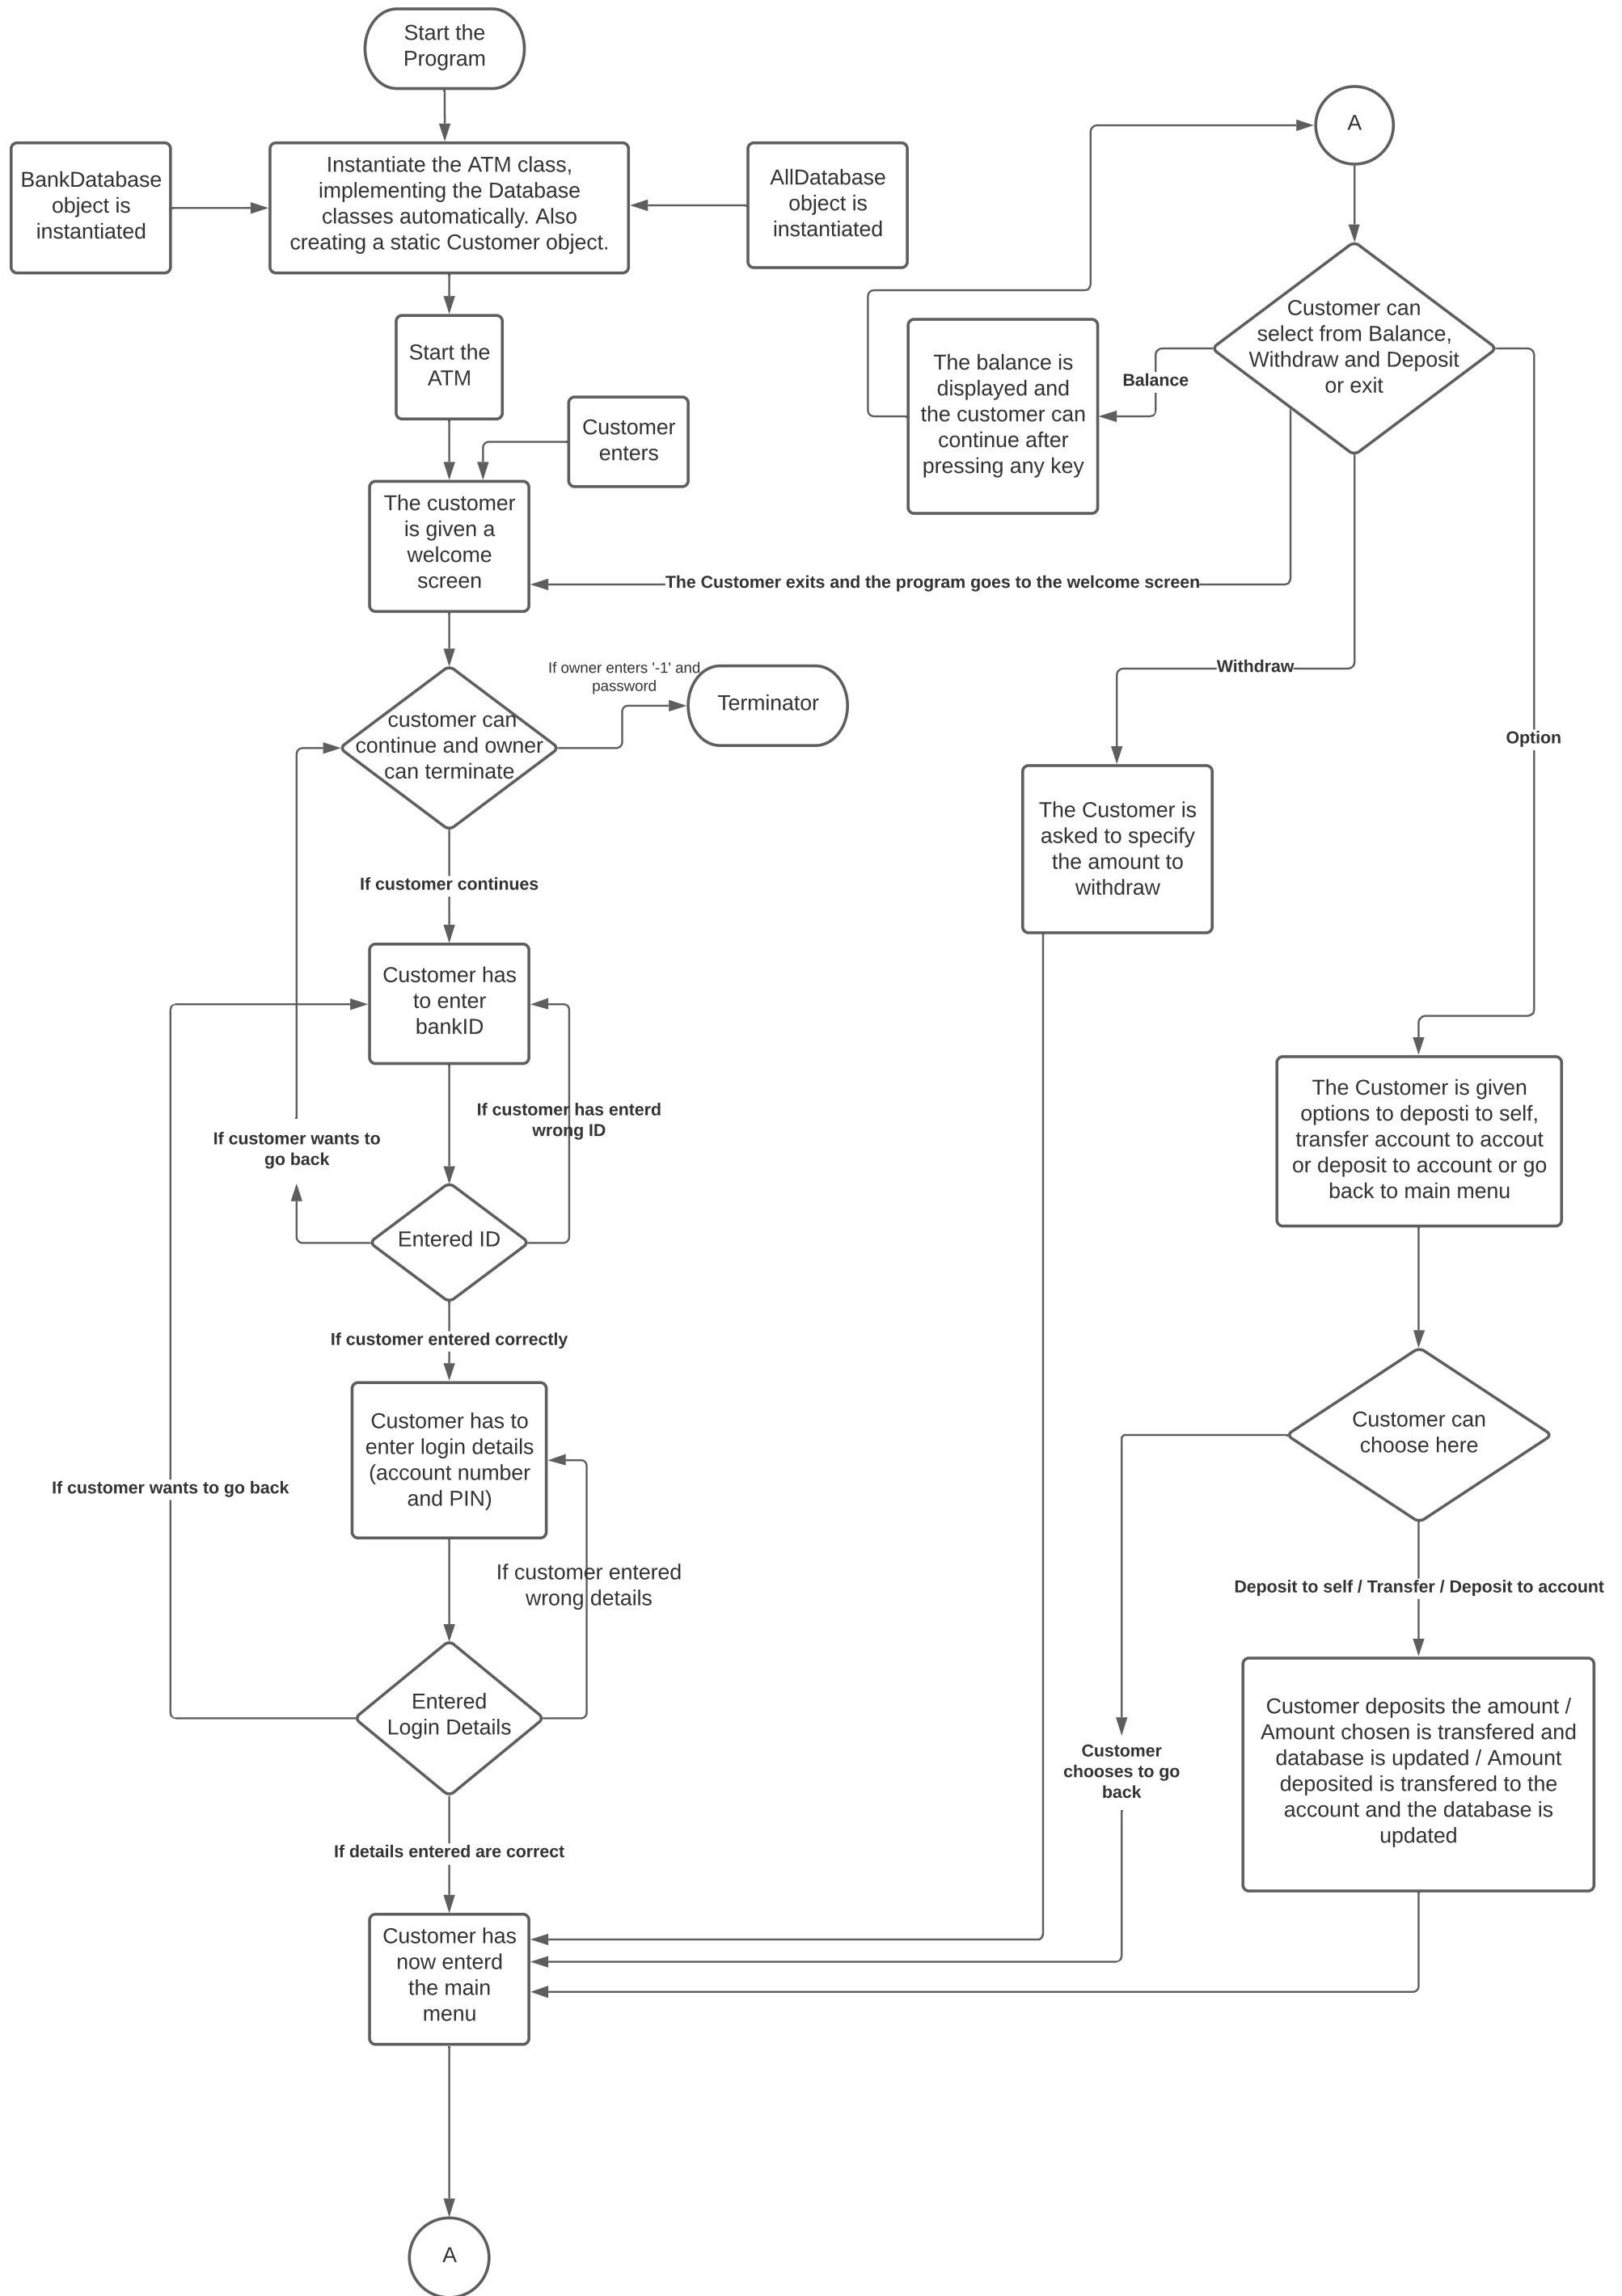 Start the
Program
BankDatabase
object is
instantiated
Instantiate the ATM class,
implementing the Database
classes automatically. Also
creating a static Customer object.
AllDatabase
object is
instantiated
Start the
ATM
Customer
enters
The customer
is given a
welcome
screen
If owner enters '-1' and
password
Terminator
customer can
continue and owner
can terminate
If customer continues
Customer has
to enter
bankID
If customer has enterd
wrong ID
If customer wants to
go back
Entered ID
If customer entered correctly
Customer has to
enter login details
(account number
and PIN)
If customer wants to go back
If customer entered
wrong details
Entered
Login Details
If details entered are correct
Customer has
now enterd
the main
menu
A
A
Customer can
select from Balance,
Withdraw and Deposit
or exit
Balance
The balance is
displayed and
the customer can
continue after
pressing any key
The Customer exits and the program goes to the welcome screen
Withdraw
Option
The Customer is
asked to specify
the amount to
withdraw
The Customer is given
options to deposti to self,
transfer account to accout
or deposit to account or go
back to main menu
Customer can
choose here
Deposit to self / Transfer / Deposit to account
Customer
chooses to go
back
Customer deposits the amount /
Amount chosen is transfered and
database is updated / Amount
deposited is transfered to the
account and the database is
updated